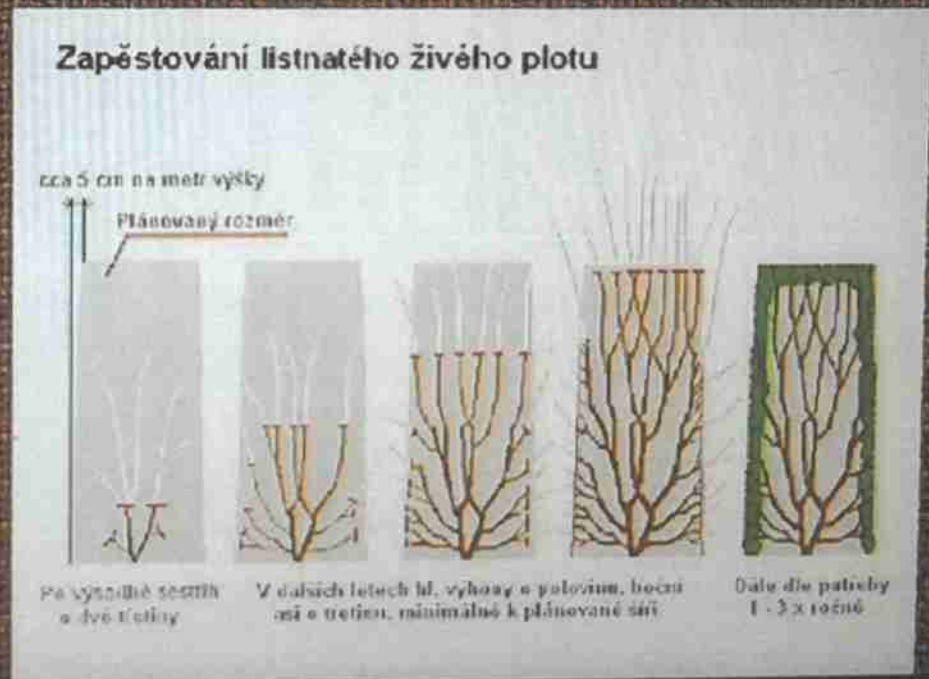 Zapěstování listnatého živého plotu
cca 5 cm na metr výšky
Plánovaný rozměr
Po výsadbě sestřih
o dvě třetiny
V dalších letech hl. výhony o polovinu, boční
asi o třetinu, minimálně k plánované šíři
Dále dle potřeby
1 - 3 x ročně